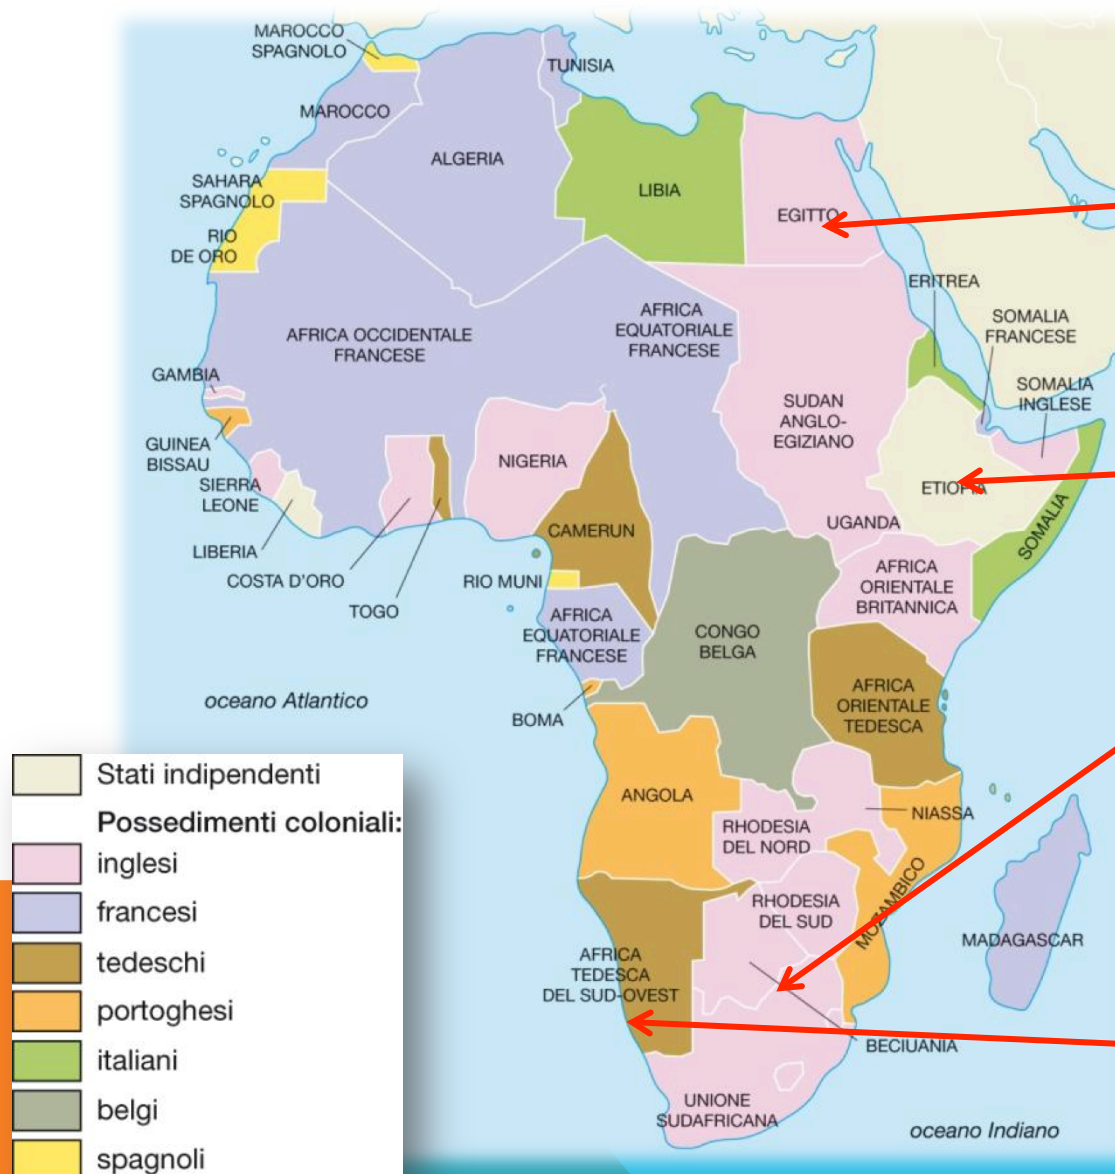 MAROCCO
SPAGNOLO
TUNISIA
MAROCCO
ALGERIA
SAHARA
SPAGNOLO
LIBIA
EGITTO
RIO
DE ORO
ERITREA
AFRICA OCCIDENTALE
FRANCESE
AFRICA
EQUATORIALE
FRANCESE
SOMALIA
FRANCESE
GAMBIA
SOMALIA
INGLESE
SUDAN
ANGLO-
EGIZIANO
GUINEA
BISSAU
NIGERIA
SIERRA
LEONE
ETIOPIA
CAMERUN
UGANDA
SOMALIA
LIBERIA
COSTA D'ORO
TOGO
RIO MUNI
AFRICA
ORIENTALE
BRITANNICA
AFRICA
EQUATORIALE
FRANCESE
CONGO
BELGA
oceano Atlantico
BOMA
AFRICA
ORIENTALE
TEDESCA
ANGOLA
NIASSA
RHODESIA
DEL NORD
RHODESIA
DEL SUD
MOZAMBICO
MADAGASCAR
AFRICA
TEDESCA
DEL SUD-OVEST
BECIUANIA
UNIONE
SUDAFRICANA
oceano Indiano
Stati indipendenti
Possedimenti coloniali:
inglesi
francesi
tedeschi
portoghesi
italiani
belgi
spagnoli